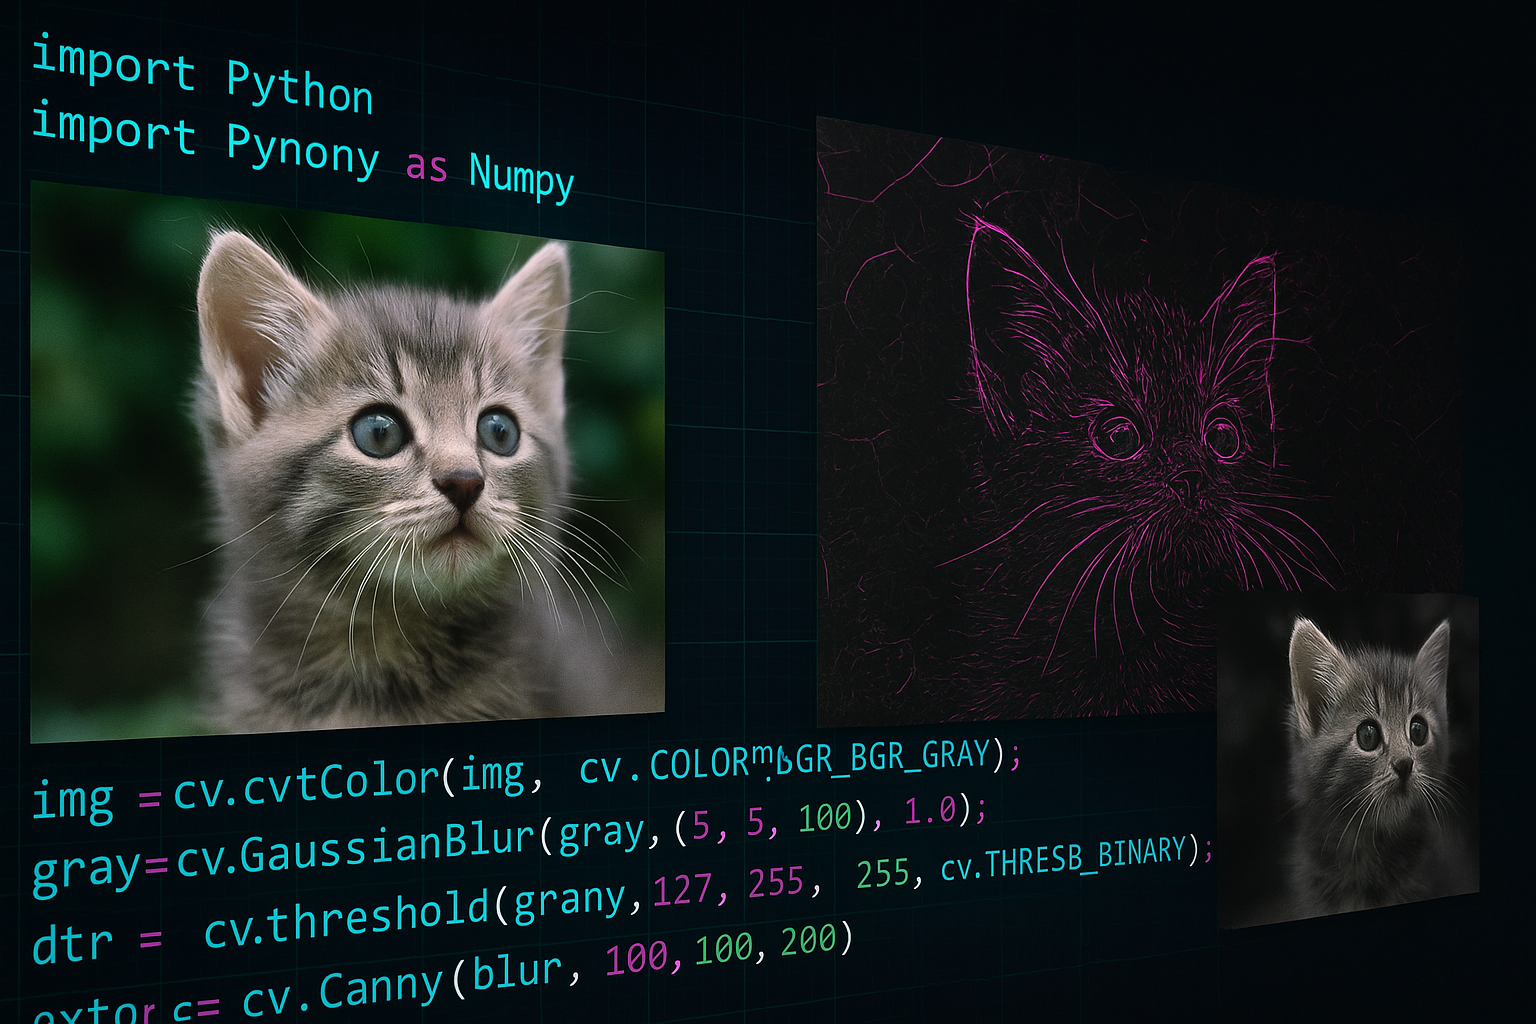 import Python
import Pynony as Numpy
img = cv.cvtColor(img, cv.COLOR BGR_BGR_GRAY);
gray=cv.GaussianBlur(gray,(5, 5, 100), 1.0);
dtr = cv.threshold(grany,127, 255, 255, cv.THRESB_BINARY);
c= cv.Canny(blur, 100,100,200)